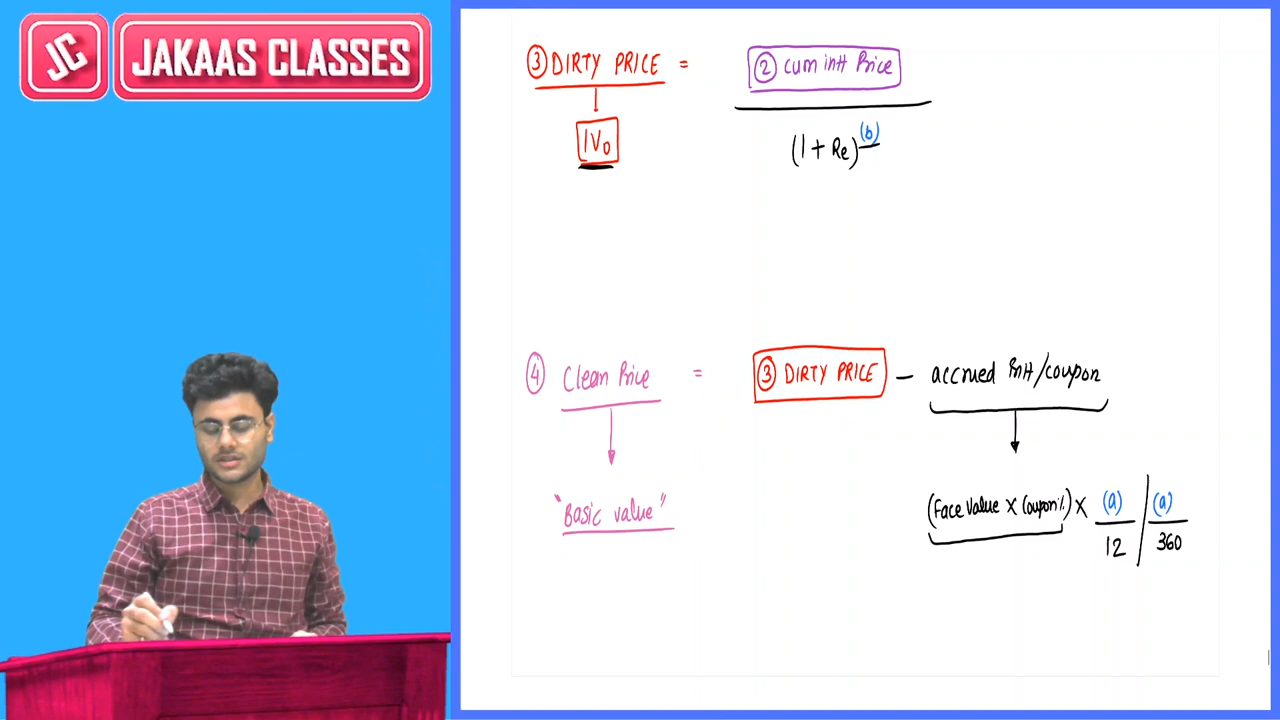 JC JAKAAS CLASSES
③ DIRTY PRICE = ② cum intt Price
(1 + Re)^(b)
IV₀
④ Clean Price = ③ DIRTY PRICE – accrued intt/coupon
"Basic value"
(Face Value × Coupon%) × (a)/12 | (a)/360